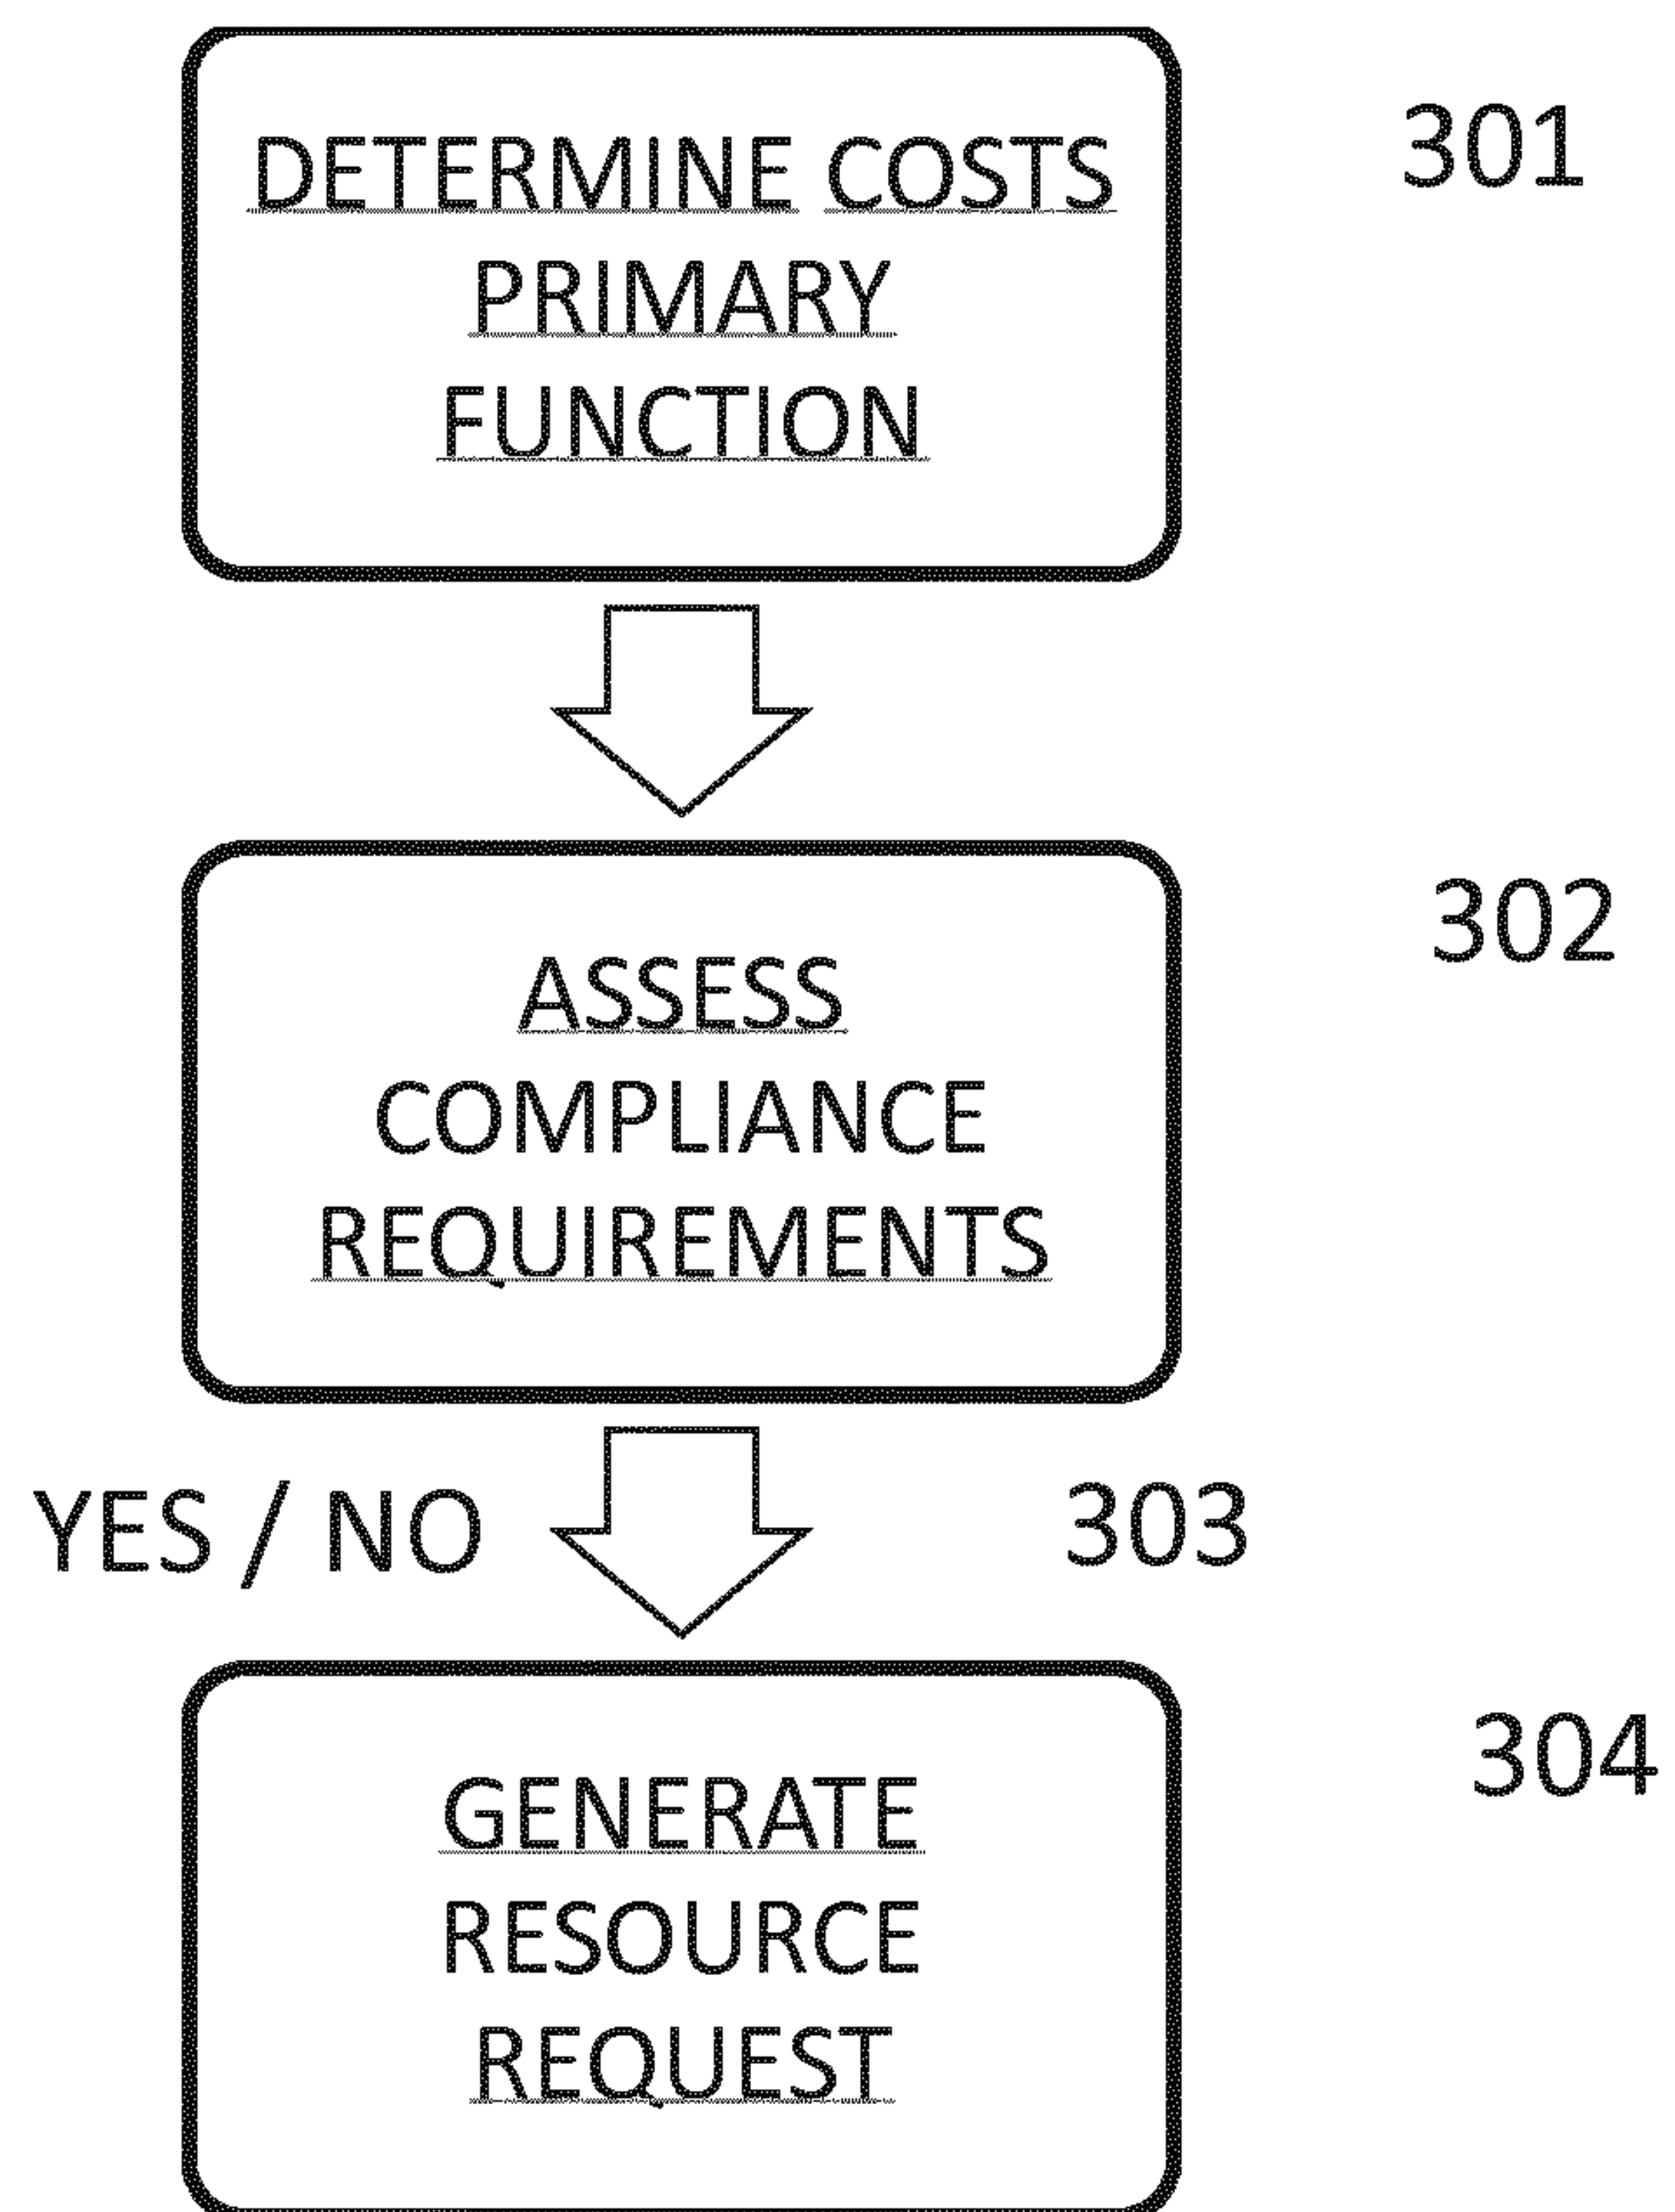 DETERMINE COSTS
PRIMARY
FUNCTION
301
ASSESS
COMPLIANCE
REQUIREMENTS
302
YES / NO
303
GENERATE
RESOURCE
REQUEST
304